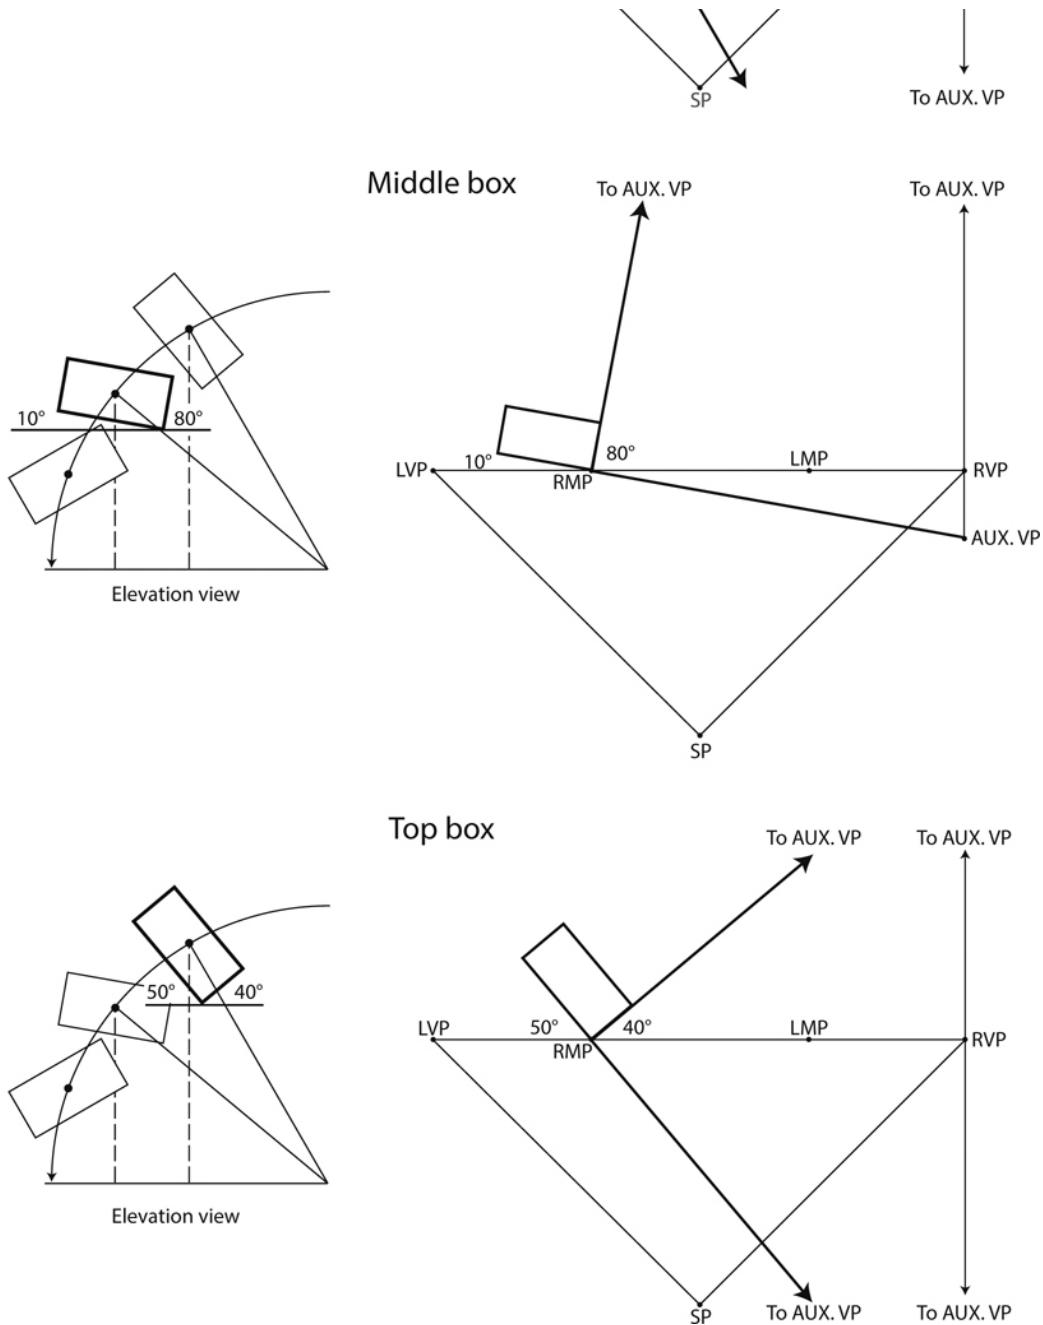 SP
To AUX. VP
Middle box
To AUX. VP
To AUX. VP
10°
80°
80°
LMP
LVP
10°
RVP
RMP
AUX. VP
Elevation view
SP
Top box
To AUX. VP
To AUX. VP
50°
40°
LVP
50°
40°
LMP
RVP
RMP
Elevation view
SP
To AUX. VP
To AUX. VP